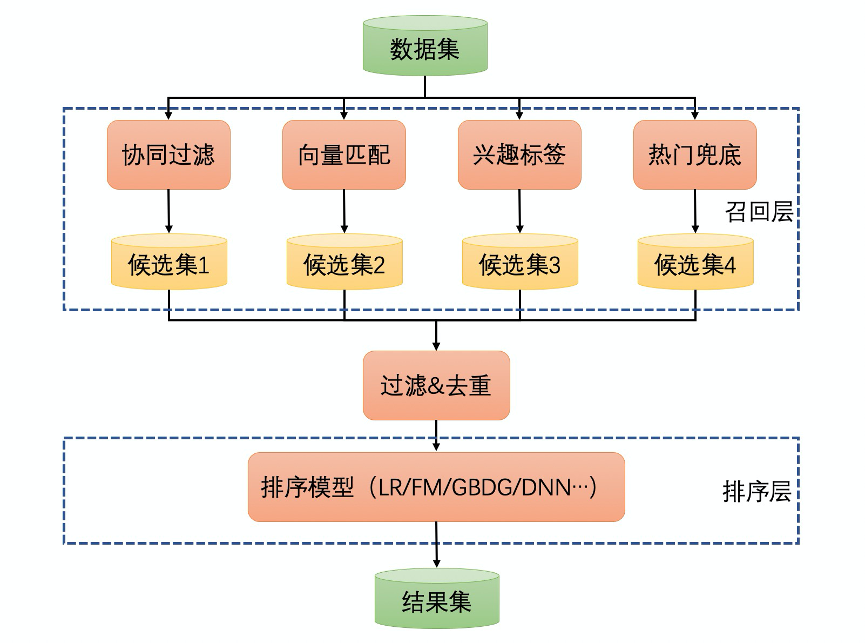 数据集
协同过滤
向量匹配
兴趣标签
热门兜底
召回层
候选集1
候选集2
候选集3
候选集4
过滤&去重
排序模型（LR/FM/GBDG/DNN…）
排序层
结果集